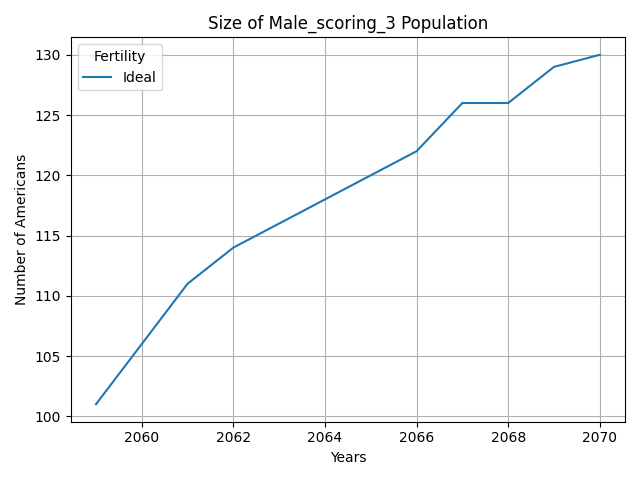 Size of Male_scoring_3 Population
Fertility
Ideal
Number of Americans
130
125
120
115
110
105
100
2060 2062 2064 2066 2068 2070
Years